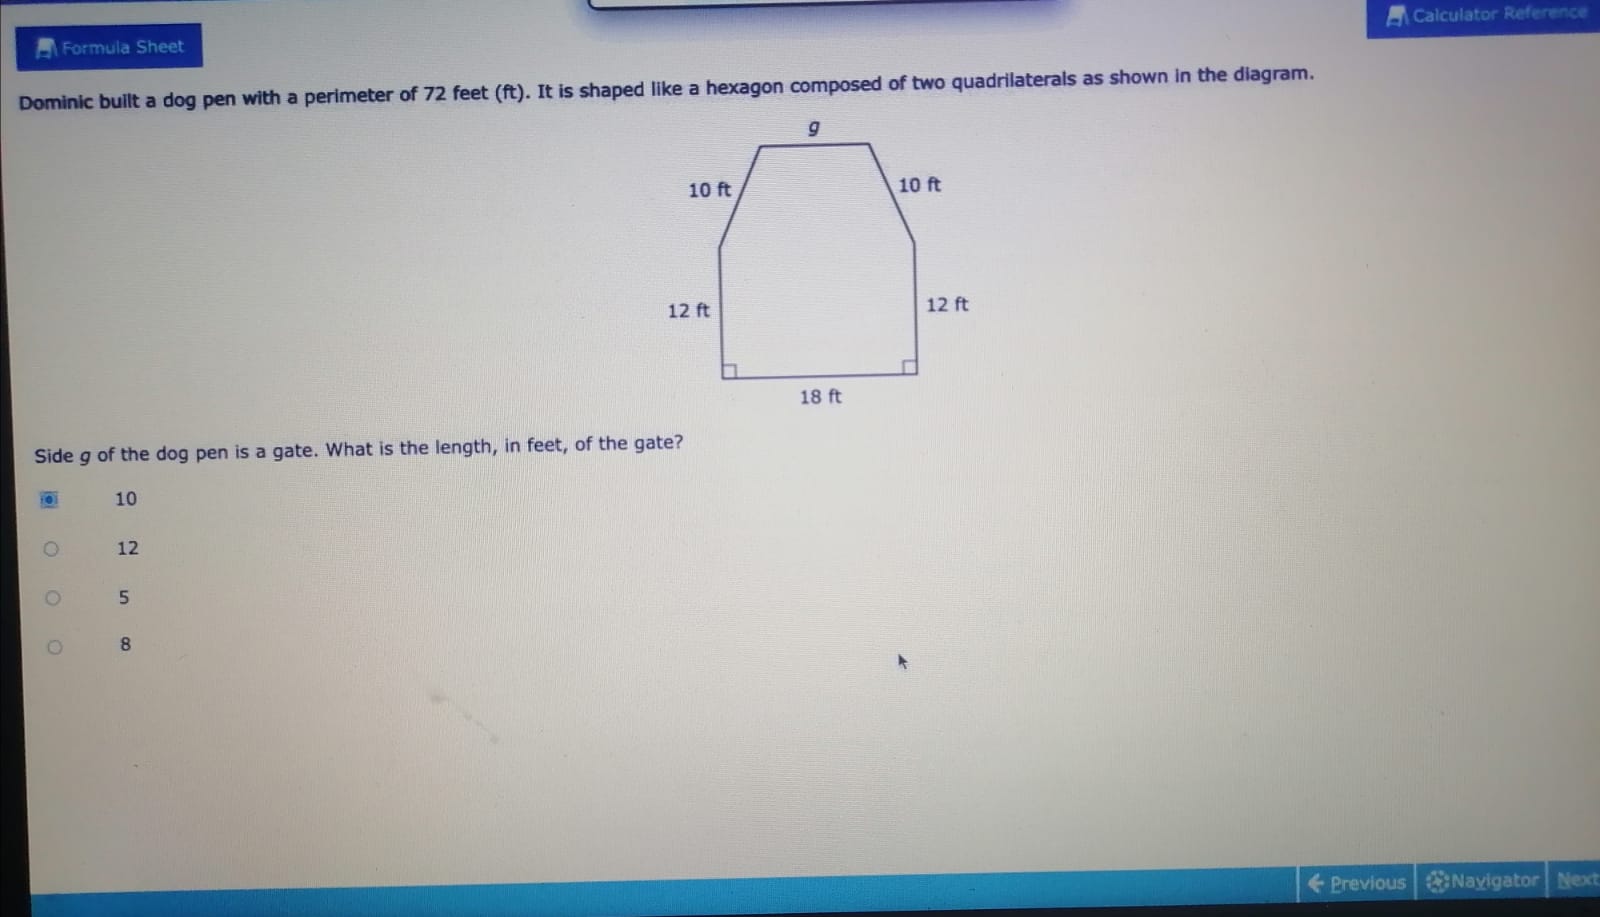 Calculator Reference
Formula Sheet
Dominic built a dog pen with a perimeter of 72 feet (ft). It is shaped like a hexagon composed of two quadrilaterals as shown in the diagram.
g
10 ft 10 ft
12 ft 12 ft
18 ft
Side g of the dog pen is a gate. What is the length, in feet, of the gate?
10
12
5
8
Previous Navigator Next